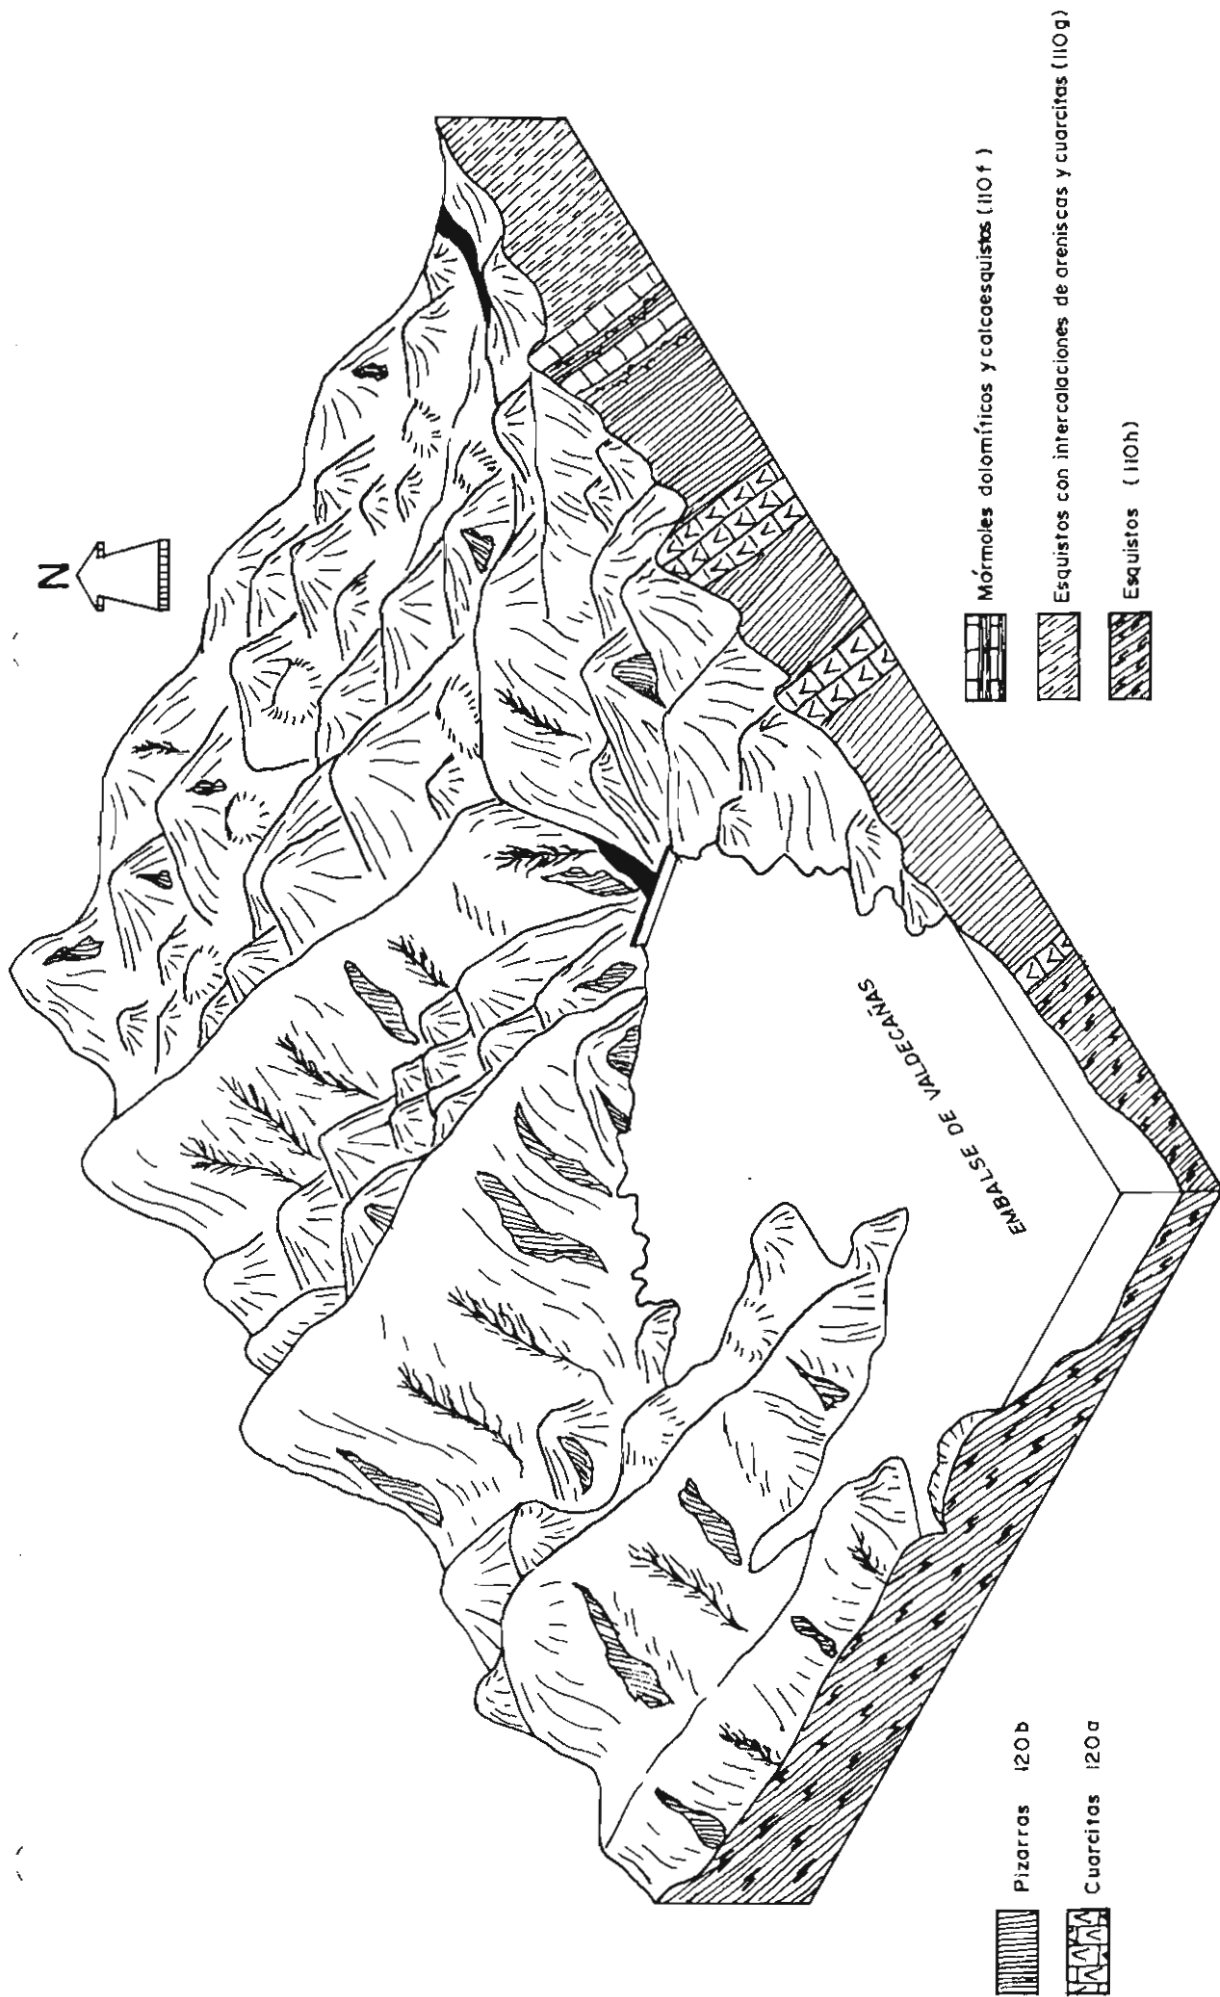 N
EMBALSE DE VALDECAÑAS
Pizarras 120b
Cuarcitas 120a
Mórmoles dolomíticos y calcaesquistos (110f)
Esquistos con intercalaciones de areniscas y cuarcitas (110g)
Esquistos (110h)